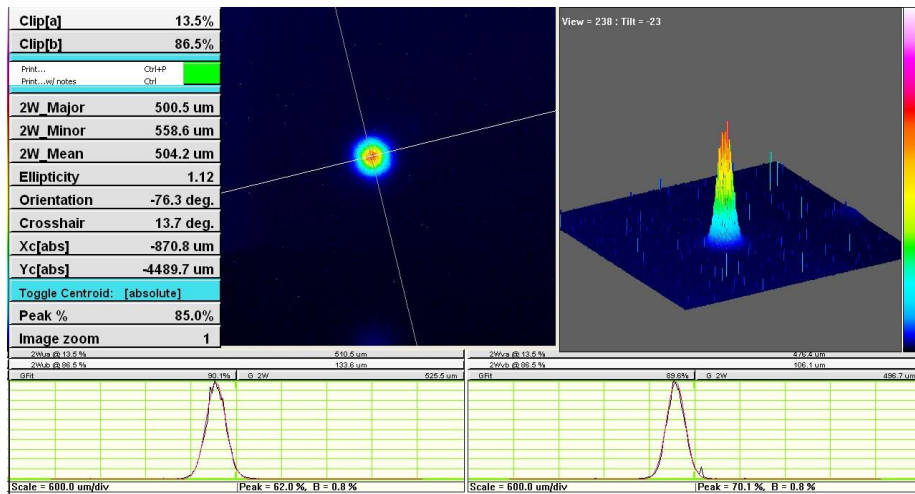 Clip[a] 13.5%
Clip[b] 86.5%
Print... Ctrl+P
Print...w/ notes Ctrl
2W_Major 500.5 um
2W_Minor 558.6 um
2W_Mean 504.2 um
Ellipticity 1.12
Orientation -76.3 deg.
Crosshair 13.7 deg.
Xc[abs] -870.8 um
Yc[abs] -4489.7 um
Toggle Centroid: [absolute]
Peak % 85.0%
Image zoom 1
View = 238 : Tilt = -23
2Wua @ 13.5 % 510.5 um
2Wub @ 86.5 % 133.6 um
GFit 90.1% G 2W 525.5 um
Scale = 600.0 um/div Peak = 62.0 %, B = 0.8 %
2Wva @ 13.5 % 476.4 um
2Wvb @ 86.5 % 106.1 um
GFit 89.6% G 2W 496.7 um
Scale = 600.0 um/div Peak = 70.1 %, B = 0.8 %